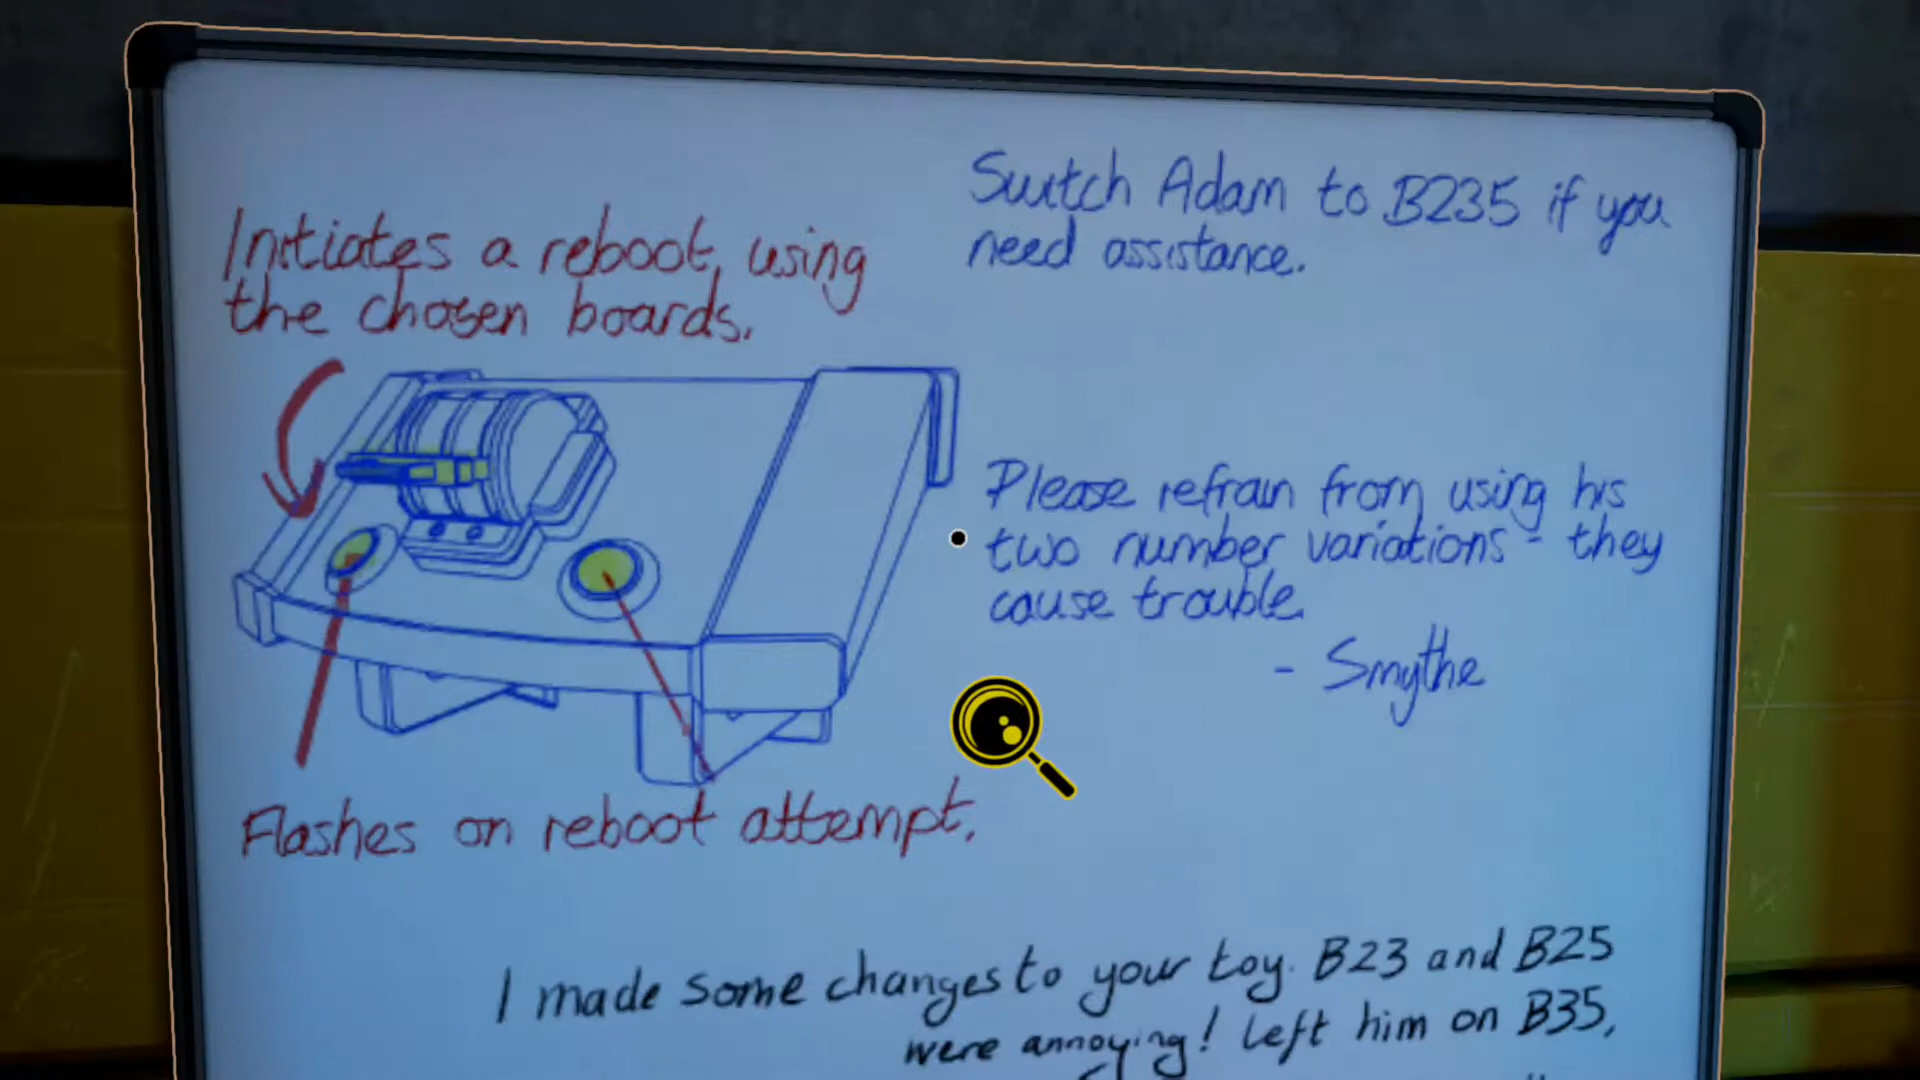 Initiates a reboot, using
the chosen boards.
Switch Adam to B235 if you
need assistance.
Please refrain from using his
two number variations - they
cause trouble.
- Smythe
Flashes on reboot attempt.
I made some changes to your toy. B23 and B25
were annoying! Left him on B35,